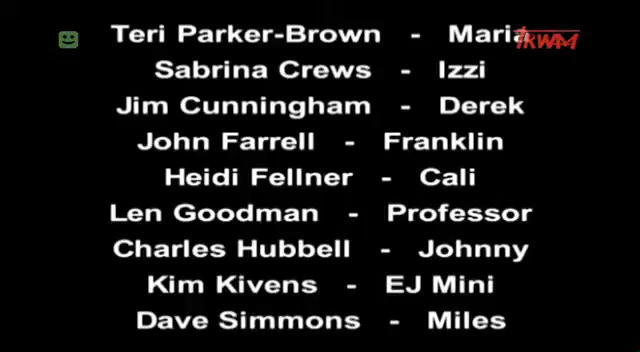 Teri Parker-Brown - Maria
TRWAM
Sabrina Crews - Izzi
Jim Cunningham - Derek
John Farrell - Franklin
Heidi Fellner - Cali
Len Goodman - Professor
Charles Hubbell - Johnny
Kim Kivens - EJ Mini
Dave Simmons - Miles